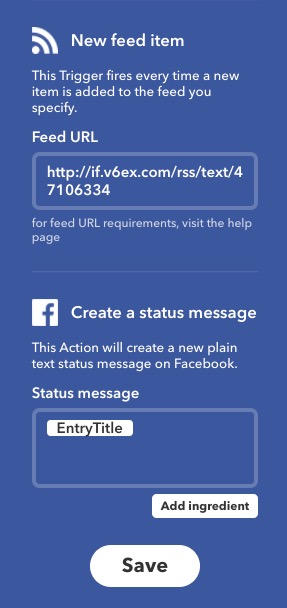 New feed item
This Trigger fires every time a new
item is added to the feed you
specify.
Feed URL
http://if.v6ex.com/rss/text/4
7106334
for feed URL requirements, visit the help
page
Create a status message
This Action will create a new plain
text status message on Facebook.
Status message
EntryTitle
Add ingredient
Save